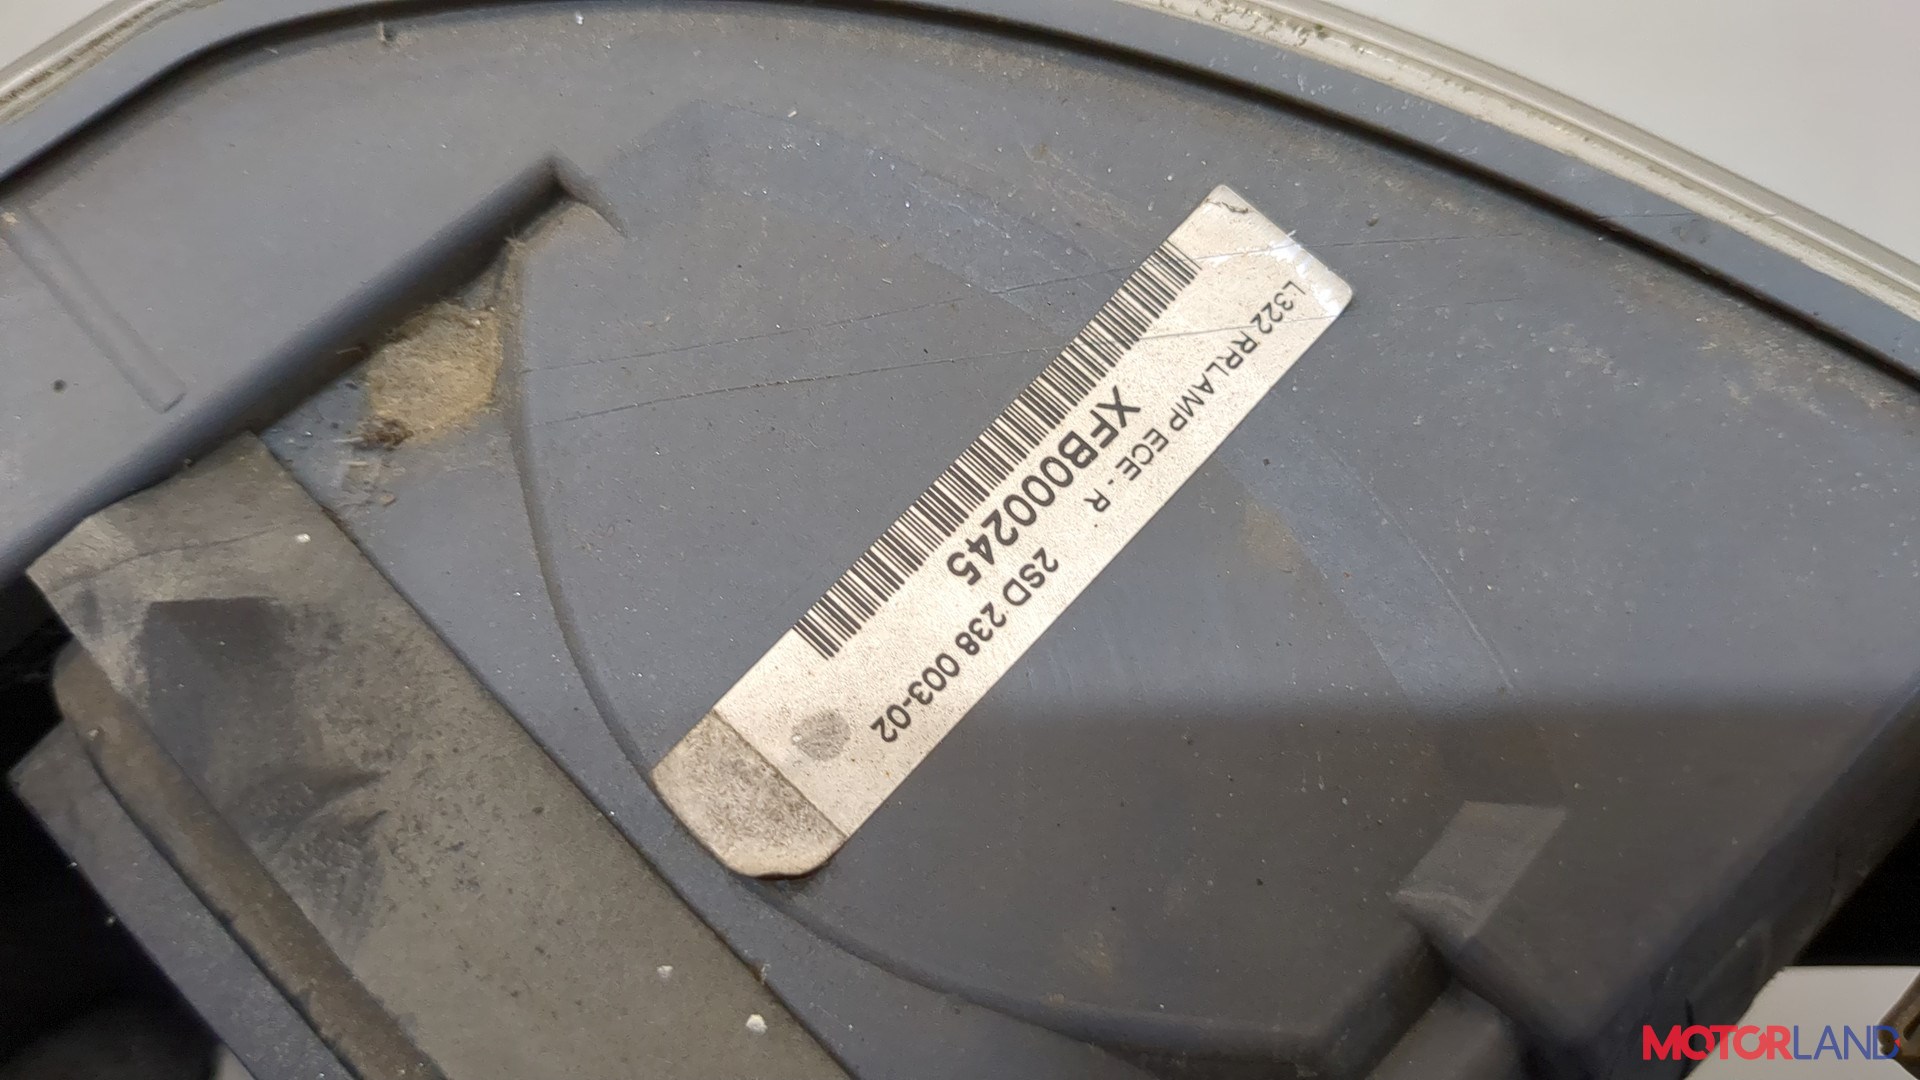 L322 RRLAMP ECE - R
XFB000245
2SD 238 003-02
MOTORLAND